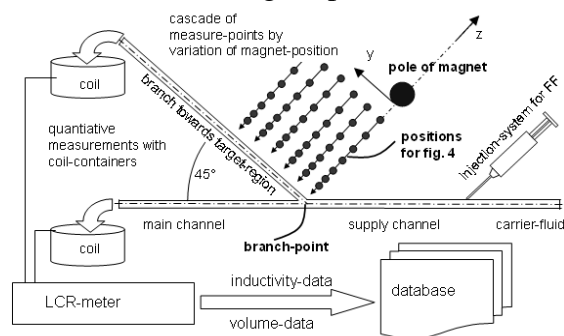 cascade of
measure-points by
variation of magnet-position
z
y
pole of magnet
coil
branch towards target-region
quantiative
measurements with
coil-containers
positions
for fig. 4
injection-system for FF
45°
main channel
supply channel
carrier-fluid
branch-point
coil
inductivity-data
database
LCR-meter
volume-data